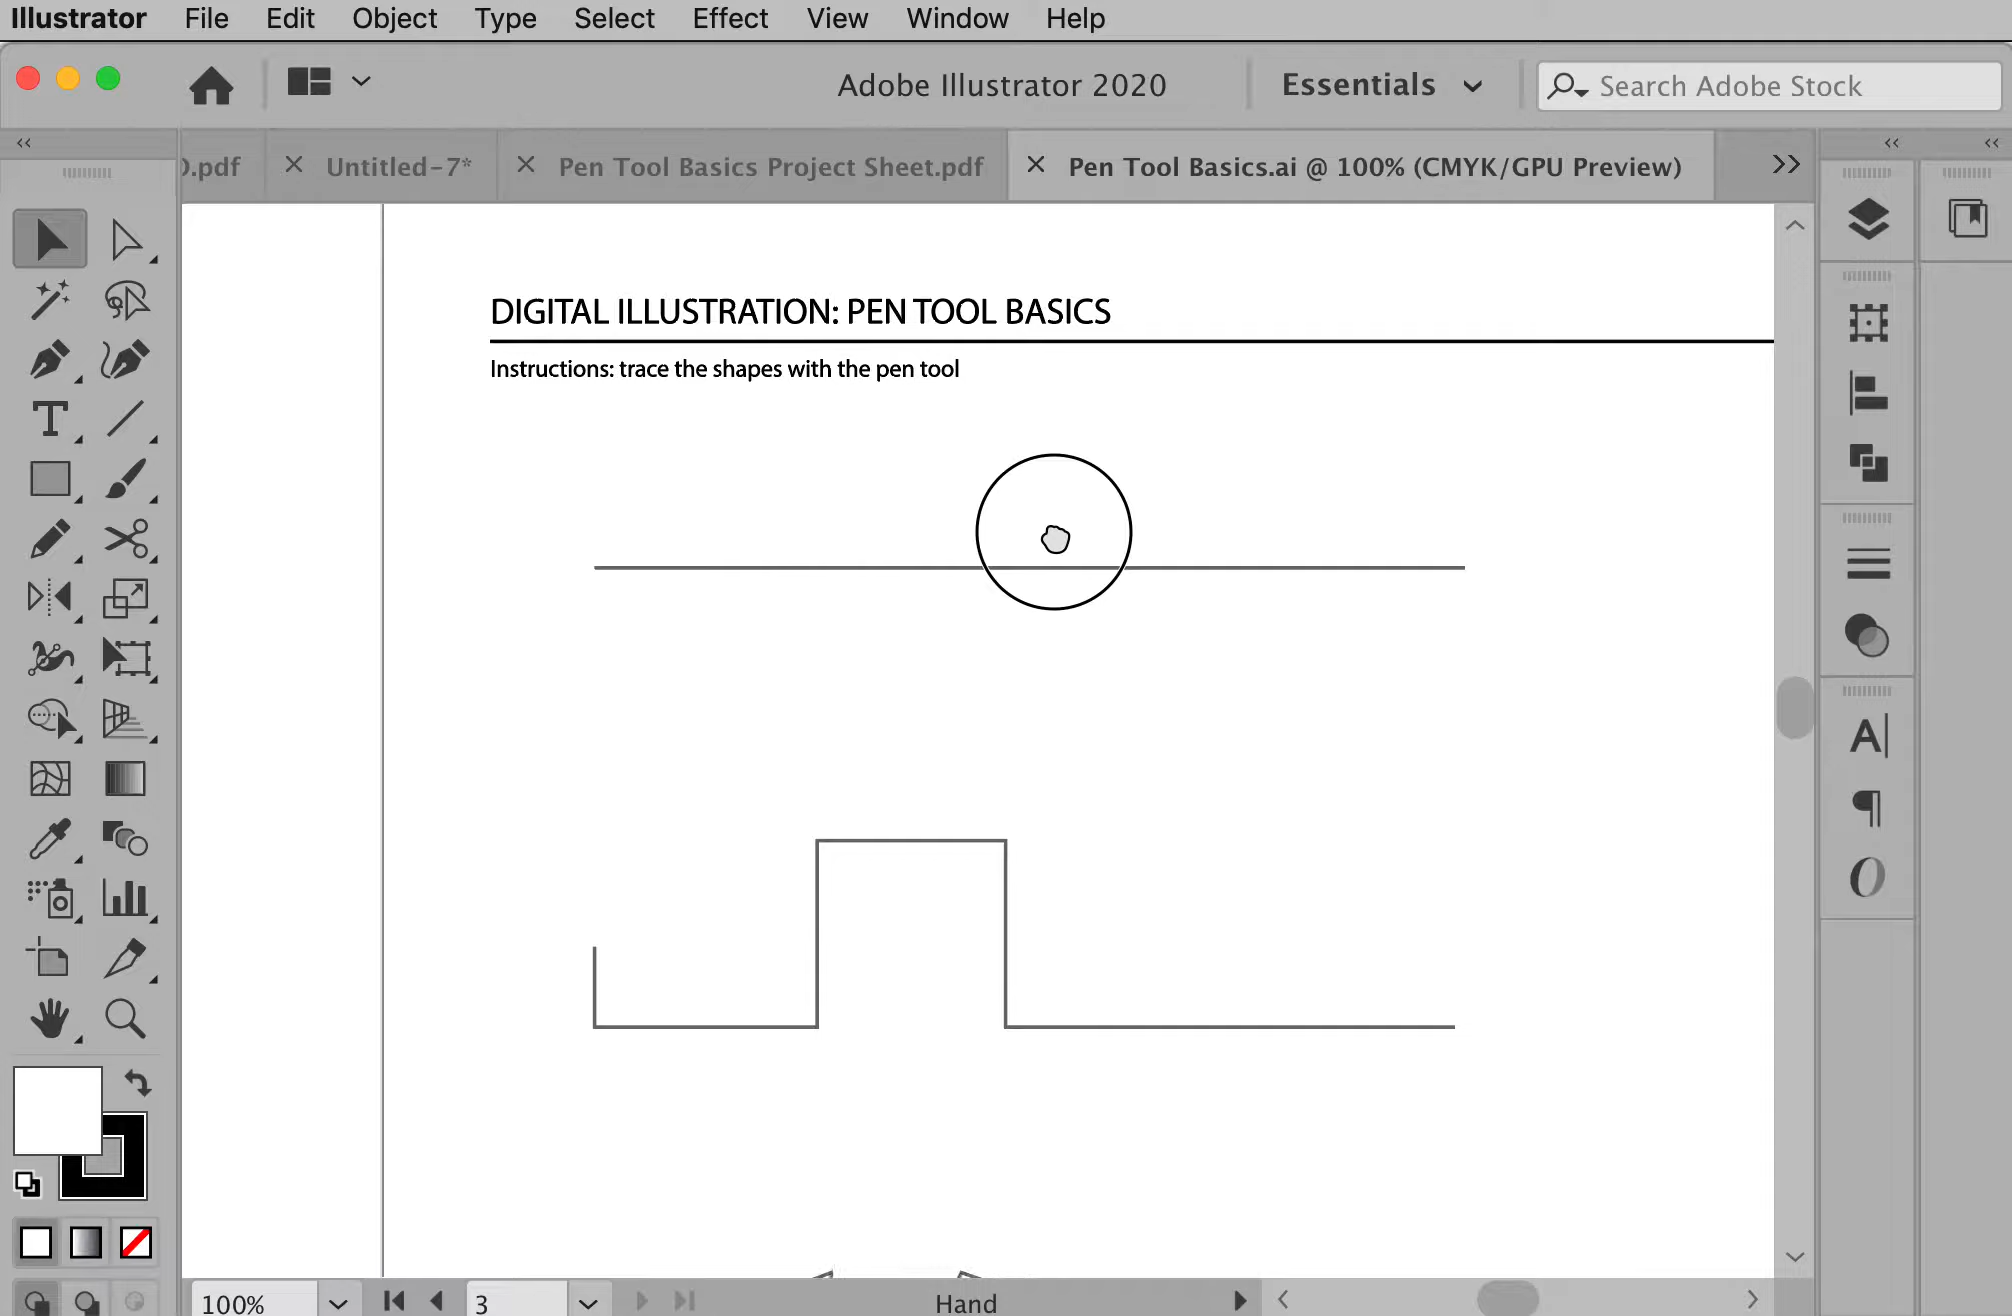 Illustrator File Edit Object Type Select Effect View Window Help
Adobe Illustrator 2020 Essentials Search Adobe Stock
.pdf Untitled-7* Pen Tool Basics Project Sheet.pdf Pen Tool Basics.ai @ 100% (CMYK/GPU Preview)
DIGITAL ILLUSTRATION: PEN TOOL BASICS
Instructions: trace the shapes with the pen tool
100% 3 Hand